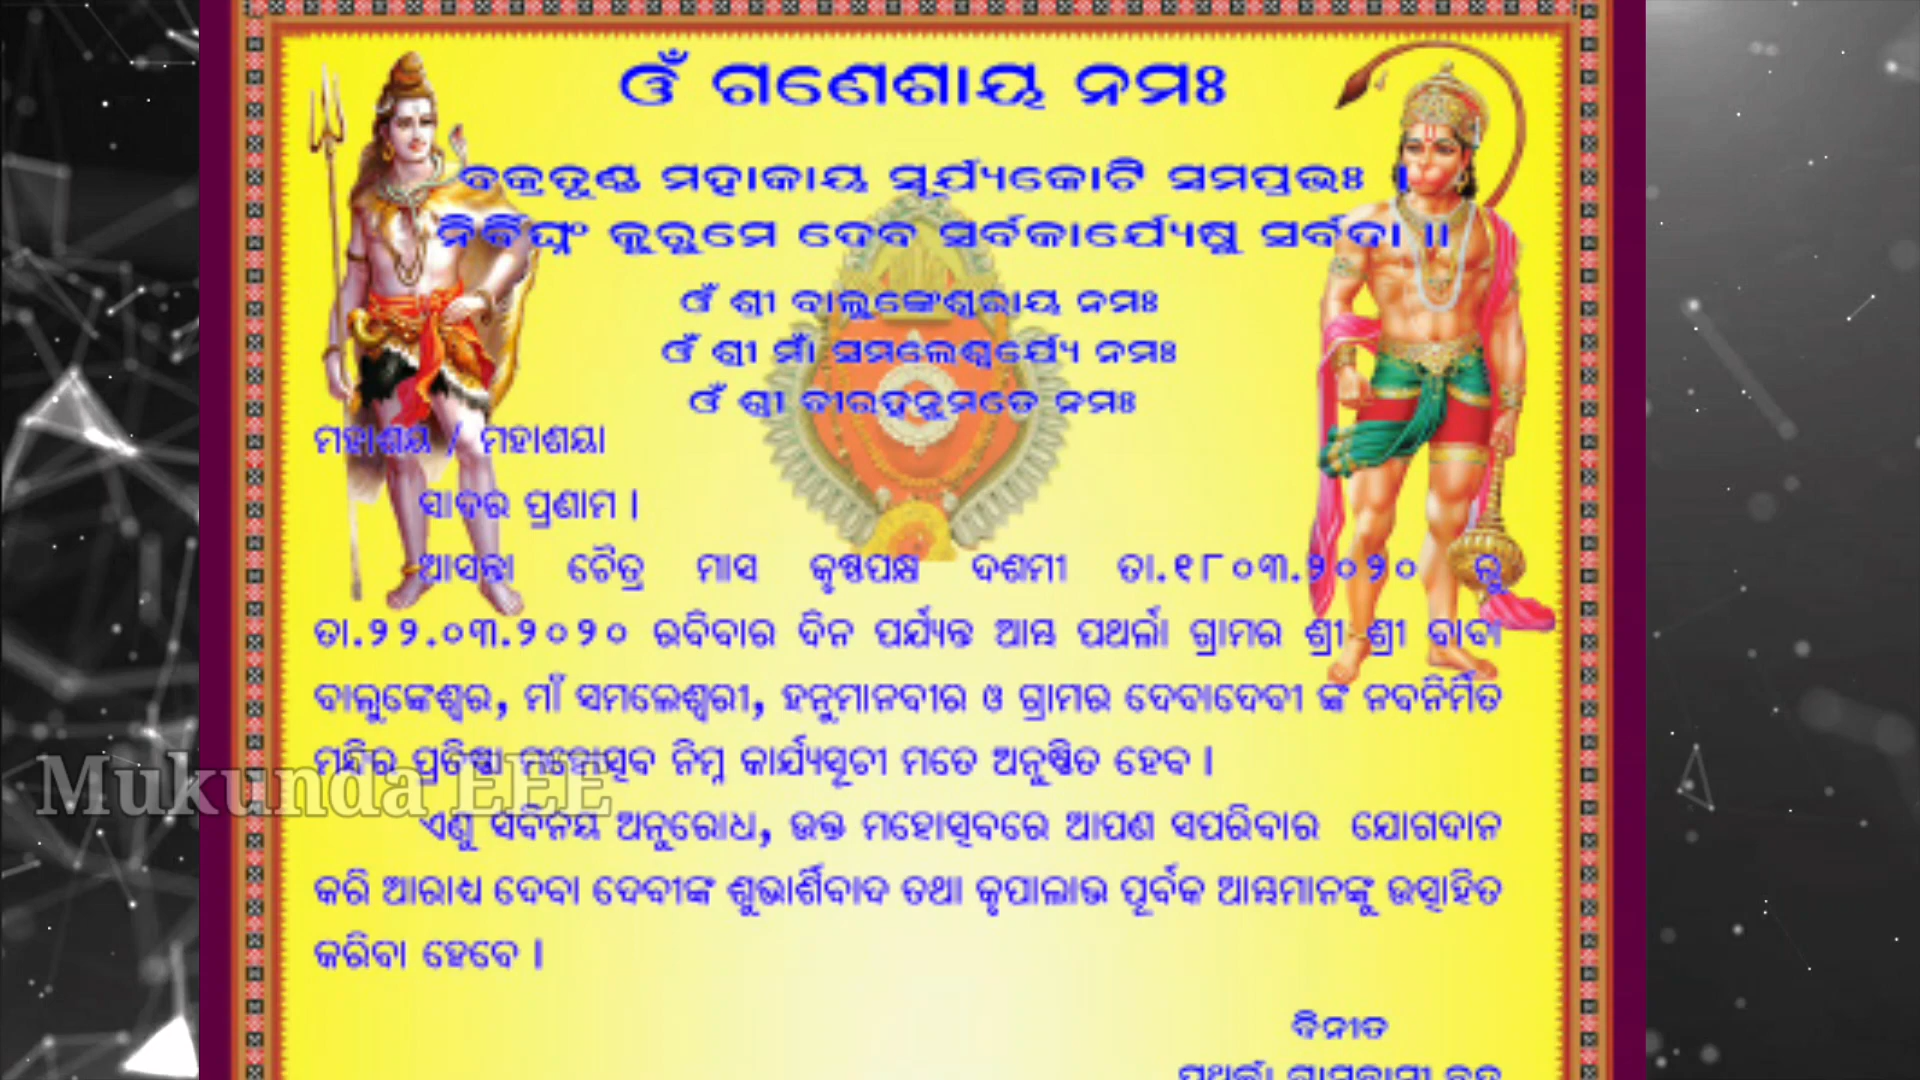 ଓଁ ଗଣେଶାୟ ନମଃ
ବକ୍ରତୂଣ୍ଡ ମହାକାୟ ସୂର୍ଯ୍ୟକୋଟି ସମପ୍ରଭଃ ।
ନିର୍ବିଘ୍ନଂ କୁରୁମେ ଦେବ ସର୍ବକାର୍ଯ୍ୟେଷୁ ସର୍ବଦା ॥
ଓଁ ଶ୍ରୀ ବାଲୁଙ୍କେଶ୍ୱରାୟ ନମଃ
ଓଁ ଶ୍ରୀ ମାଁ ସମଲେଶ୍ୱର୍ଯ୍ୟେ ନମଃ
ଓଁ ଶ୍ରୀ ବୀରହନୁମତେ ନମଃ
ମହାଶୟ / ମହାଶୟା
ସାଦର ପ୍ରଣାମ ।
ଆସନ୍ତା ଚୈତ୍ର ମାସ କୃଷ୍ଣପକ୍ଷ ଦଶମୀ ତା.୧୮.୦୩.୨୦୨୦ ରୁ
ତା.୨୨.୦୩.୨୦୨୦ ରବିବାର ଦିନ ପର୍ଯ୍ୟନ୍ତ ଆମ୍ଭ ପଥର୍ଲା ଗ୍ରାମର ଶ୍ରୀ ଶ୍ରୀ ବାବା
ବାଲୁଙ୍କେଶ୍ୱର, ମାଁ ସମଲେଶ୍ୱରୀ, ହନୁମାନବୀର ଓ ଗ୍ରାମର ଦେବାଦେବୀ ଙ୍କ ନବନିର୍ମିତ
ମନ୍ଦିର ପ୍ରତିଷ୍ଠା ମହୋତ୍ସବ ନିମ୍ନ କାର୍ଯ୍ୟସୂଚୀ ମତେ ଅନୁଷ୍ଠିତ ହେବ ।
Mukunda EEE
ଏଣୁ ସବିନୟ ଅନୁରୋଧ, ଉକ୍ତ ମହୋତ୍ସବରେ ଆପଣ ସପରିବାର ଯୋଗଦାନ
କରି ଆରାଧ୍ୟ ଦେବା ଦେବୀଙ୍କ ଶୁଭାର୍ଶିବାଦ ତଥା କୃପାଲାଭ ପୂର୍ବକ ଆମ୍ଭମାନଙ୍କୁ ଉତ୍ସାହିତ
କରିବା ହେବେ ।
ବିନୀତ
ପଥର୍ଲା ଗ୍ରାମବାସୀ ବୃନ୍ଦ